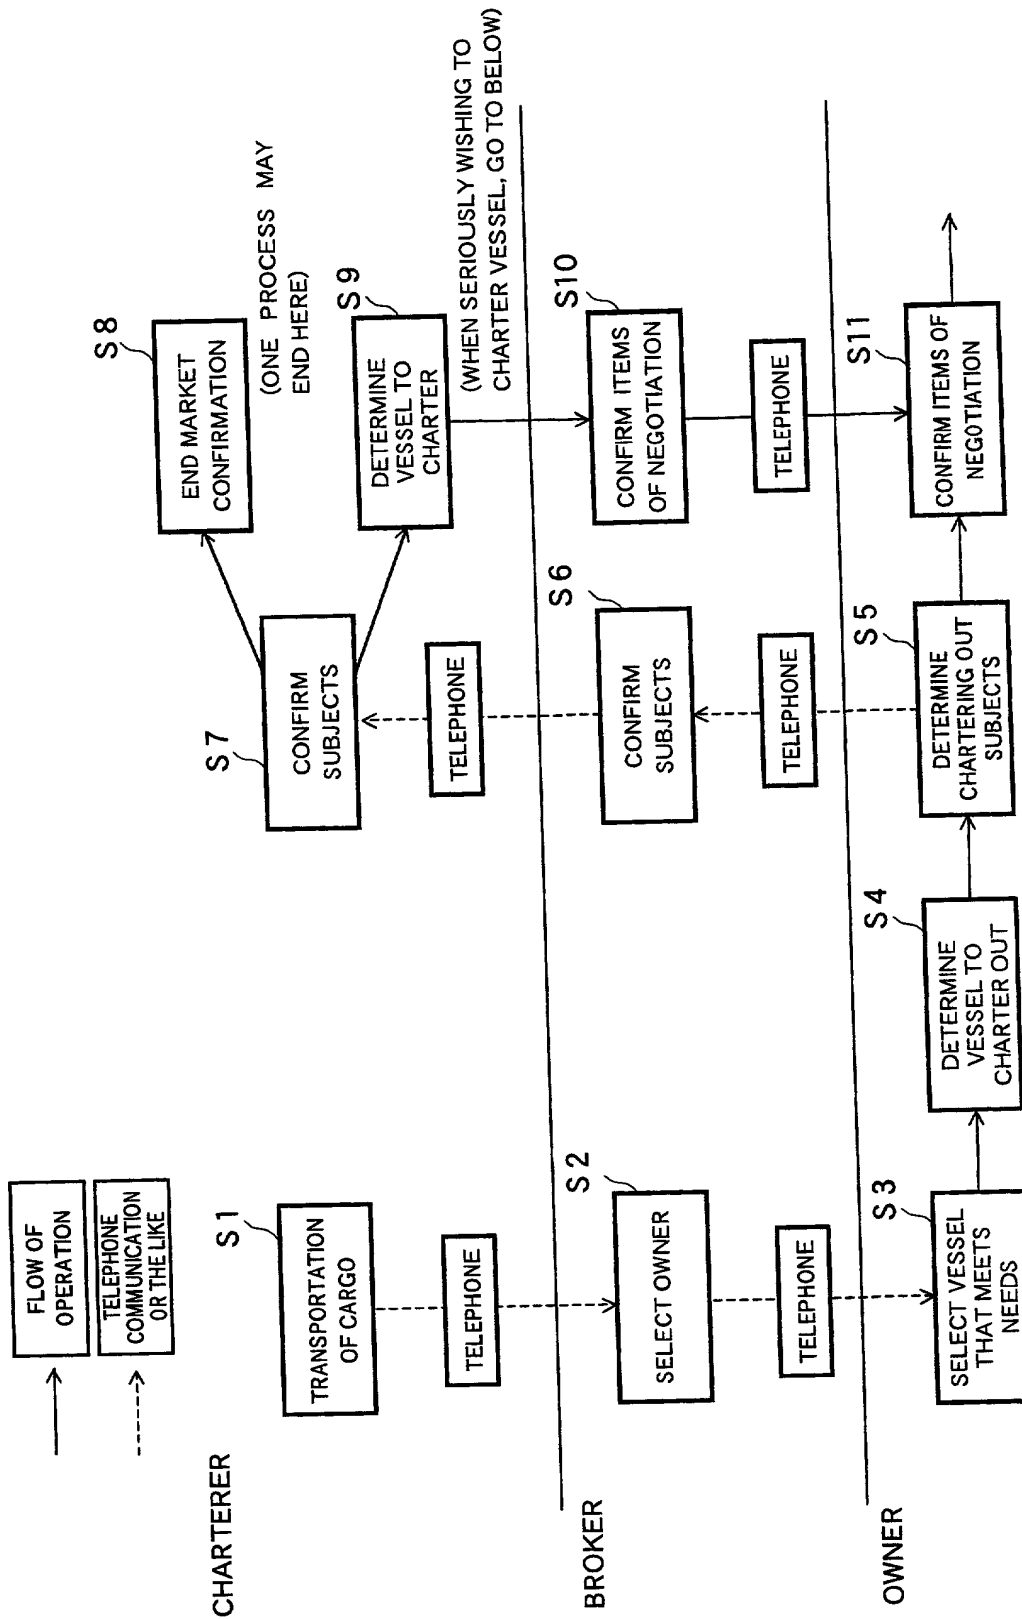 FLOW OF
OPERATION
TELEPHONE
COMMUNICATION
OR THE LIKE
CHARTERER
S1
TRANSPORTATION
OF CARGO
TELEPHONE
S7
CONFIRM
SUBJECTS
TELEPHONE
S8
END MARKET
CONFIRMATION
(ONE PROCESS MAY
END HERE)
S9
DETERMINE
VESSEL TO
CHARTER
(WHEN SERIOUSLY WISHING TO
CHARTER VESSEL, GO TO BELOW)
BROKER
S2
SELECT OWNER
TELEPHONE
S6
CONFIRM
SUBJECTS
TELEPHONE
S10
CONFIRM ITEMS
OF NEGOTIATION
TELEPHONE
OWNER
S3
SELECT VESSEL
THAT MEETS
NEEDS
S4
DETERMINE
VESSEL TO
CHARTER OUT
S5
DETERMINE
CHARTERING OUT
SUBJECTS
S11
CONFIRM ITEMS OF
NEGOTIATION